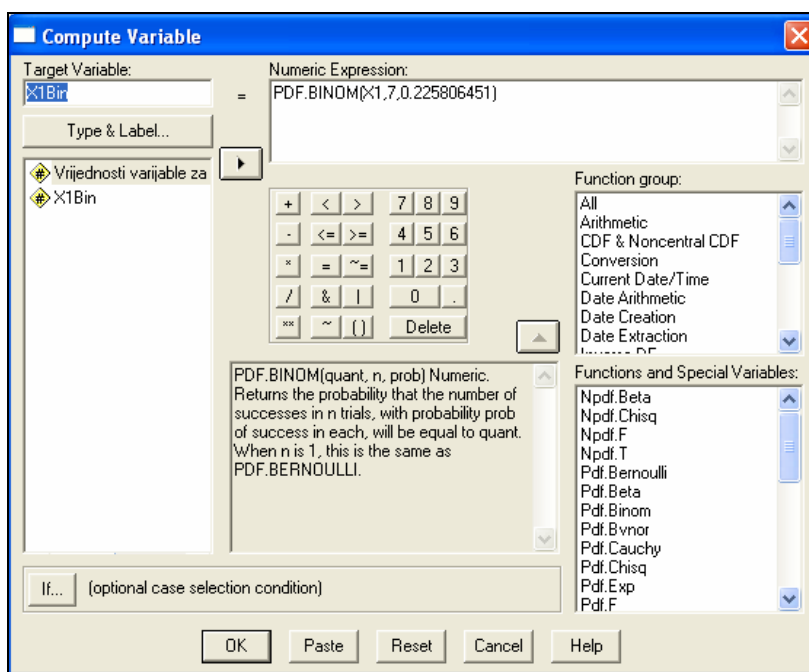 Compute Variable
Target Variable:
X1Bin
=
Numeric Expression:
PDF.BINOM(X1,7,0.225806451)
Type & Label...
Vrijednosti varijable za
X1Bin
+ < > 7 8 9
- <= >= 4 5 6
* = ~= 1 2 3
/ & | 0 .
** ~ () Delete
Function group:
All
Arithmetic
CDF & Noncentral CDF
Conversion
Current Date/Time
Date Arithmetic
Date Creation
Date Extraction
PDF.BINOM(quant, n, prob) Numeric.
Returns the probability that the number of
successes in n trials, with probability prob
of success in each, will be equal to quant.
When n is 1, this is the same as
PDF.BERNOULLI.
Functions and Special Variables:
Npdf.Beta
Npdf.Chisq
Npdf.F
Npdf.T
Pdf.Bernoulli
Pdf.Beta
Pdf.Binom
Pdf.Bvnor
Pdf.Cauchy
Pdf.Chisq
Pdf.Exp
Pdf.F
If... (optional case selection condition)
OK Paste Reset Cancel Help